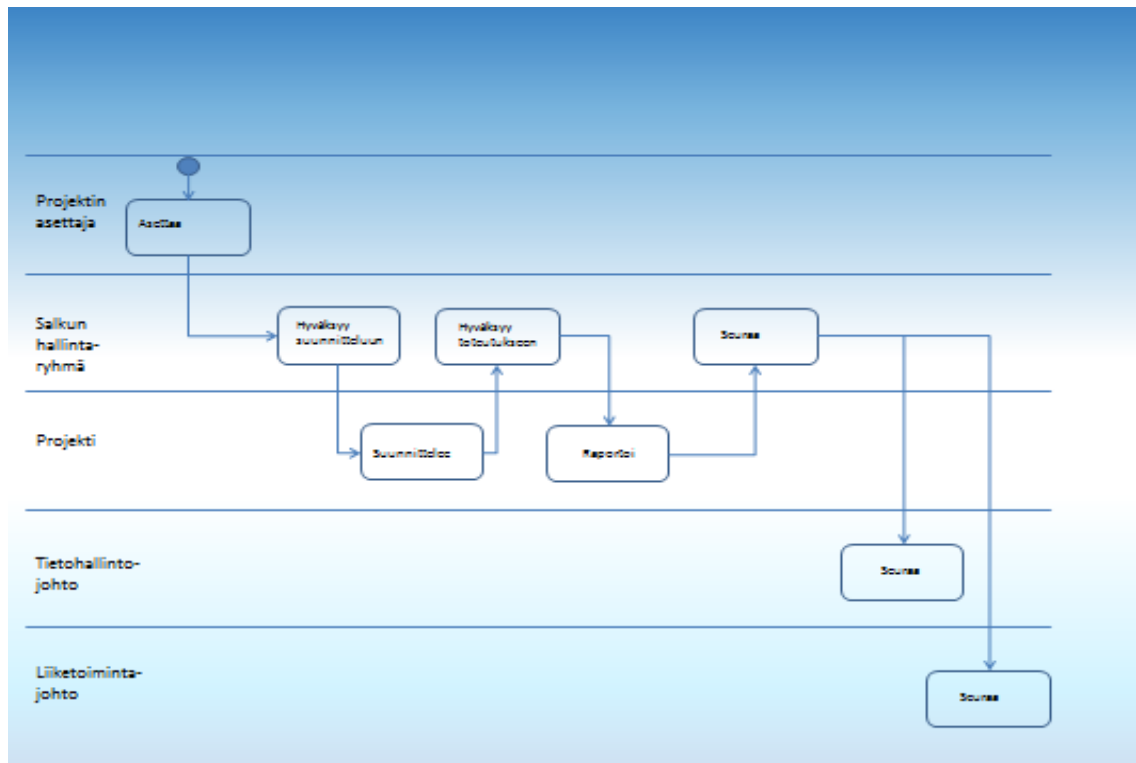 Projektin
asettaja
Asettaa
Salkun
hallinta-
ryhmä
Hyväksyy
suunnitteluun
Hyväksyy
toteutukseen
Seuraa
Projekti
Suunnittelee
Raportoi
Tietohallinto-
johto
Seuraa
Liiketoiminta-
johto
Seuraa